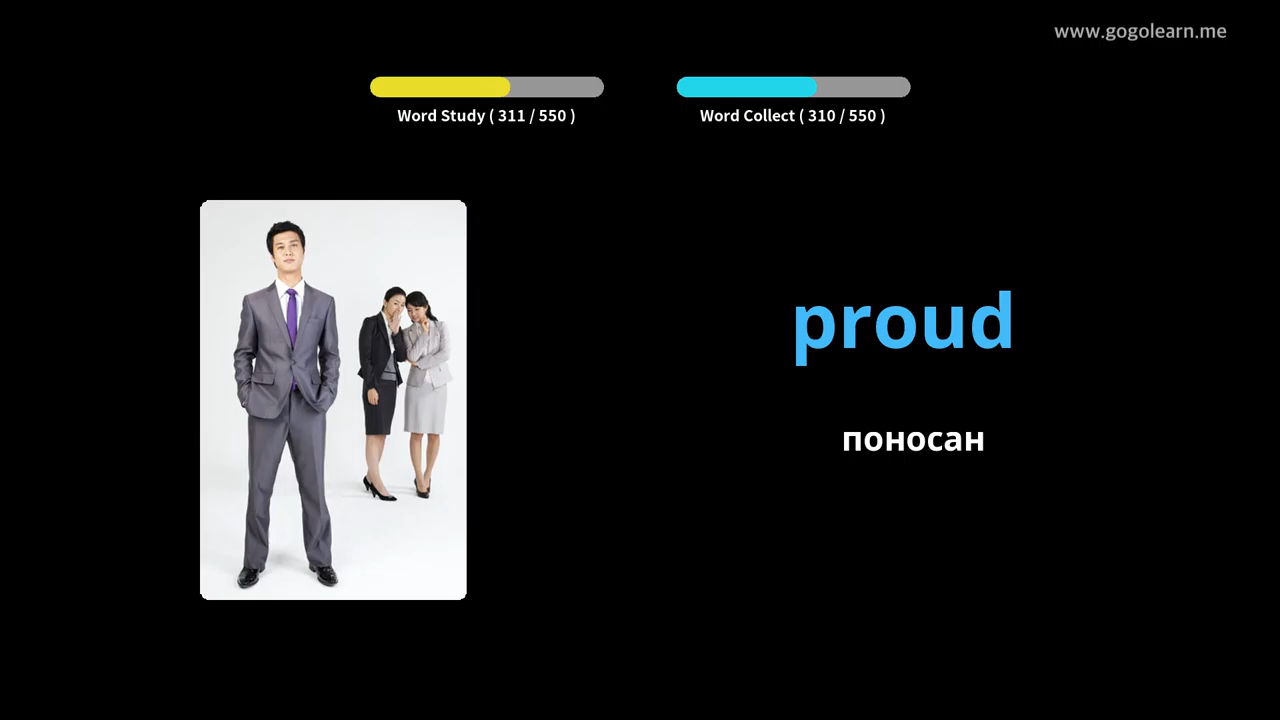 www.gogolearn.me
Word Study ( 311 / 550 )
Word Collect ( 310 / 550 )
proud
поносан